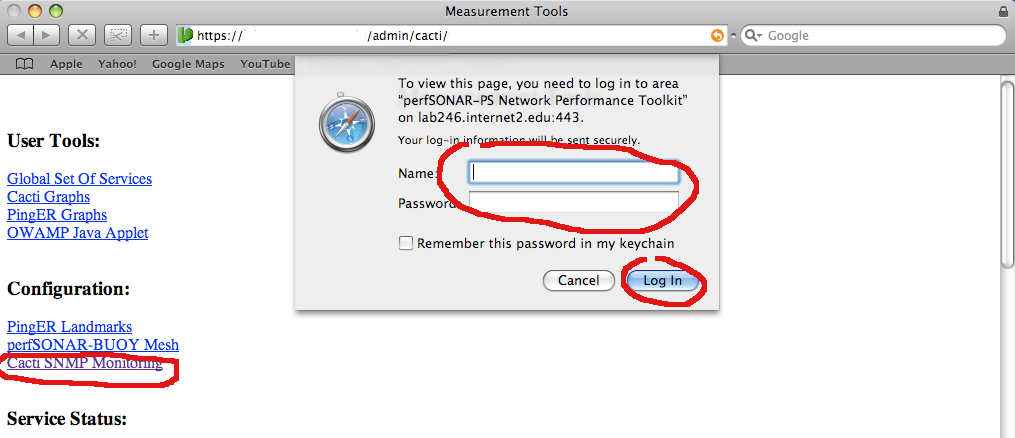 Measurement Tools
https:// /admin/cacti/
Google
Apple Yahoo! Google Maps YouTube
To view this page, you need to log in to area
“perfSONAR-PS Network Performance Toolkit”
on lab246.internet2.edu:443.
Your log-in information will be sent securely.
Name:
Password
Remember this password in my keychain
Cancel Log In
User Tools:
Global Set Of Services
Cacti Graphs
PingER Graphs
OWAMP Java Applet
Configuration:
PingER Landmarks
perfSONAR-BUOY Mesh
Cacti SNMP Monitoring
Service Status: